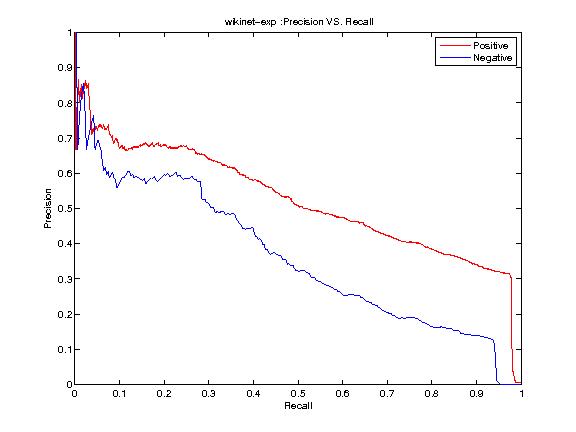 wikinet-exp :Precision VS. Recall
Positive
Negative
Precision
1
0.9
0.8
0.7
0.6
0.5
0.4
0.3
0.2
0.1
0
0 0.1 0.2 0.3 0.4 0.5 0.6 0.7 0.8 0.9 1
Recall